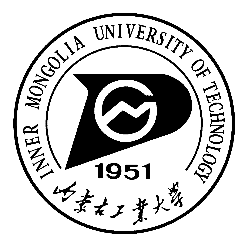 INNER MONGOLIA UNIVERSITY OF TECHNOLOGY
1951
内蒙古工业大学